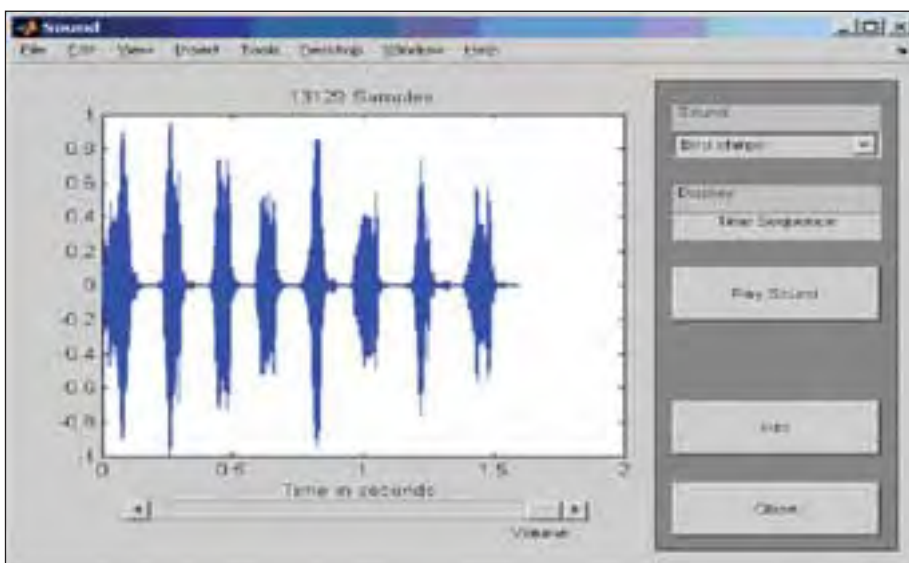 Sound
File Edit View Insert Tools Desktop Window Help
13129 Samples
1
0.8
0.6
0.4
0.2
0
-0.2
-0.4
-0.6
-0.8
-1
0 0.5 1 1.5 2
Time in seconds
Volume
Sound
Bird chirps
Display
Time Sequence
Play Sound
Info
Close